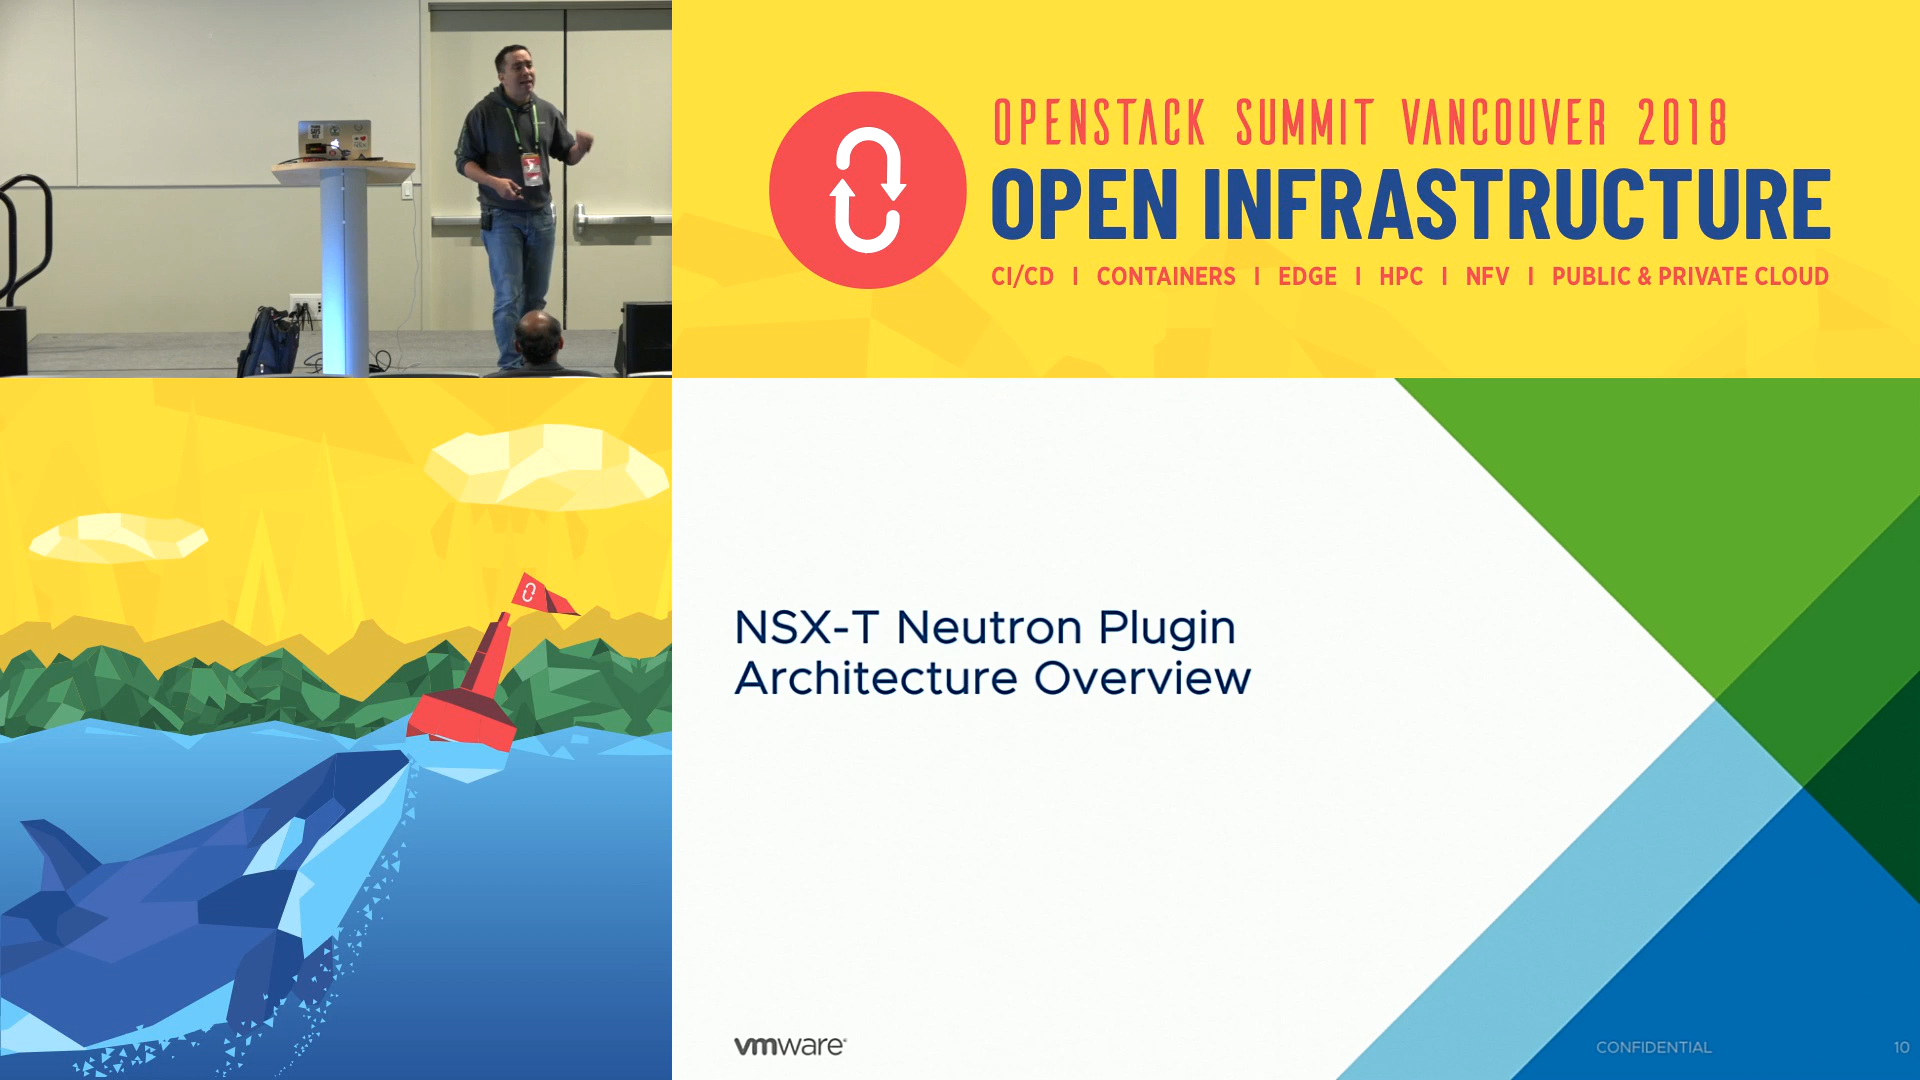 OPENSTACK SUMMIT VANCOUVER 2018
OPEN INFRASTRUCTURE
CI/CD | CONTAINERS | EDGE | HPC | NFV | PUBLIC & PRIVATE CLOUD
NSX-T Neutron Plugin
Architecture Overview
vmware
CONFIDENTIAL
10